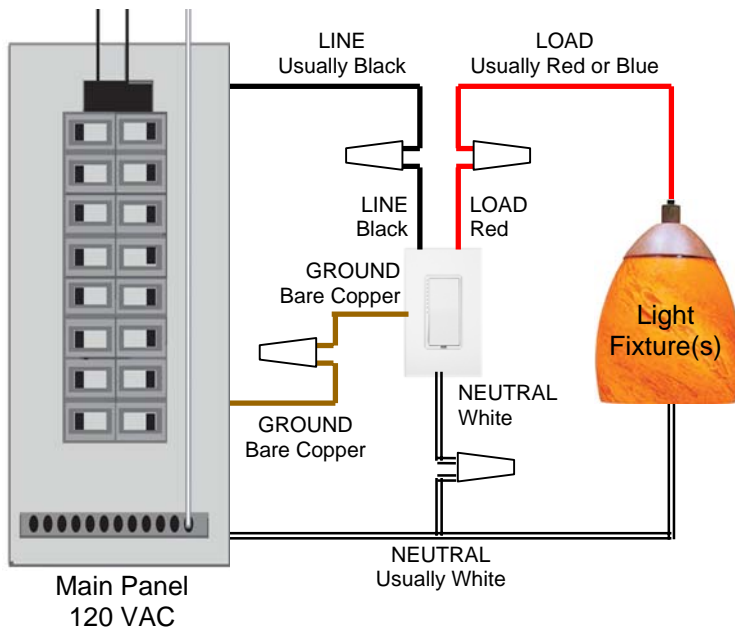 LINE
Usually Black
LOAD
Usually Red or Blue
LINE
Black
LOAD
Red
GROUND
Bare Copper
Light
Fixture(s)
NEUTRAL
White
GROUND
Bare Copper
NEUTRAL
Usually White
Main Panel
120 VAC